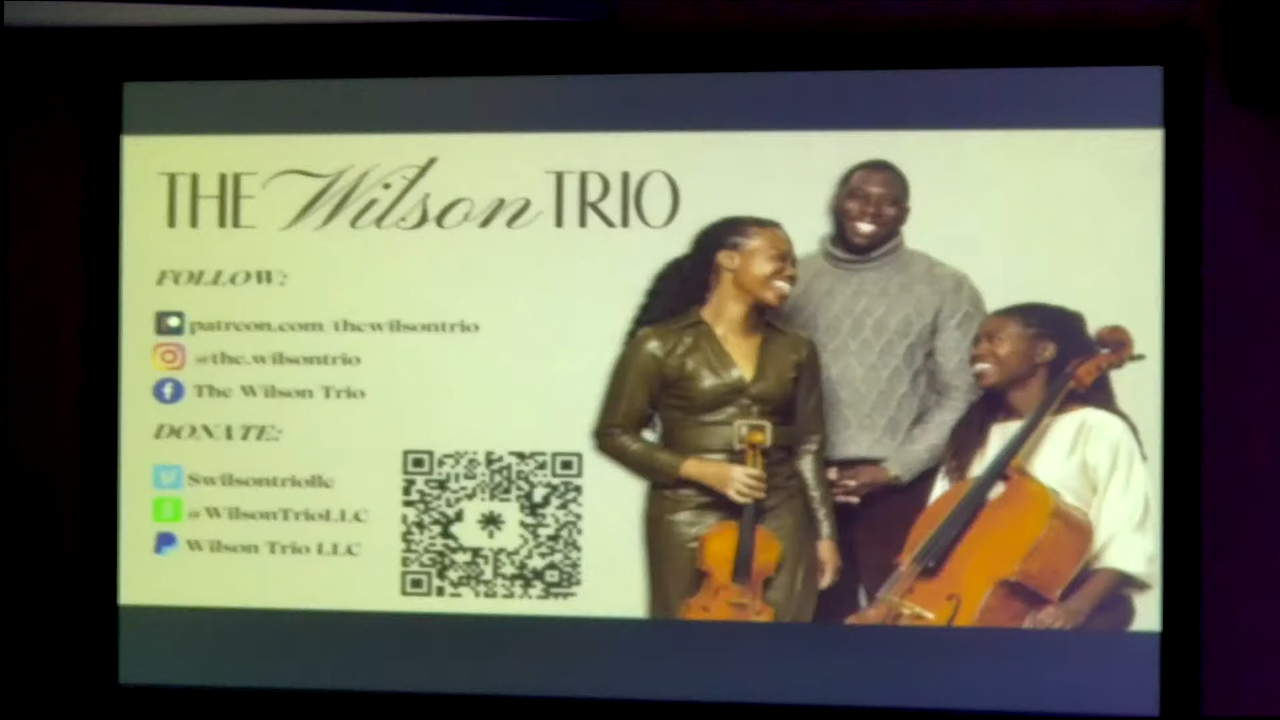 THE Wilson TRIO
FOLLOW:
patreon.com/thewilsontrio
@the.wilsontrio
The Wilson Trio
DONATE:
$wilsontriollc
@WilsonTrioLLC
Wilson Trio LLC